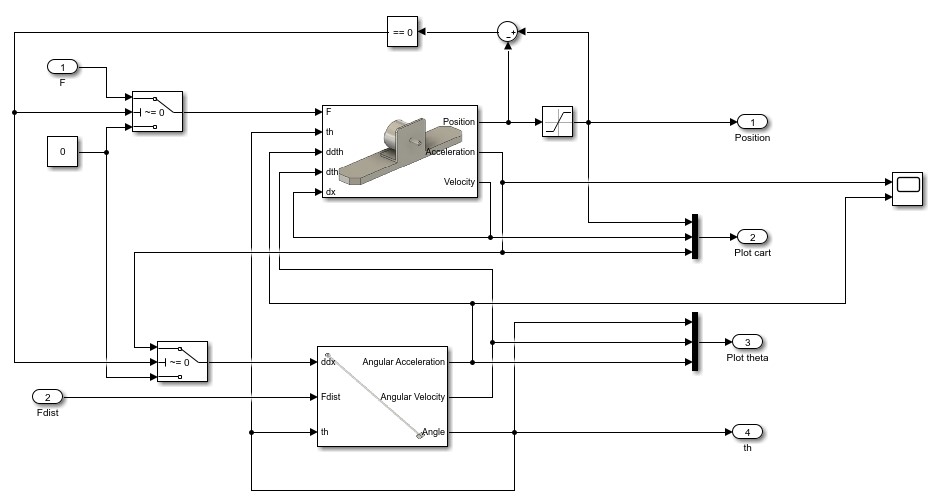 == 0
-
+
1
F
~= 0
0
F
th
ddth
dth
dx
Position
Acceleration
Velocity
1
Position
2
Plot cart
~= 0
2
Fdist
ddx
Fdist
th
Angular Acceleration
Angular Velocity
Angle
3
Plot theta
4
th